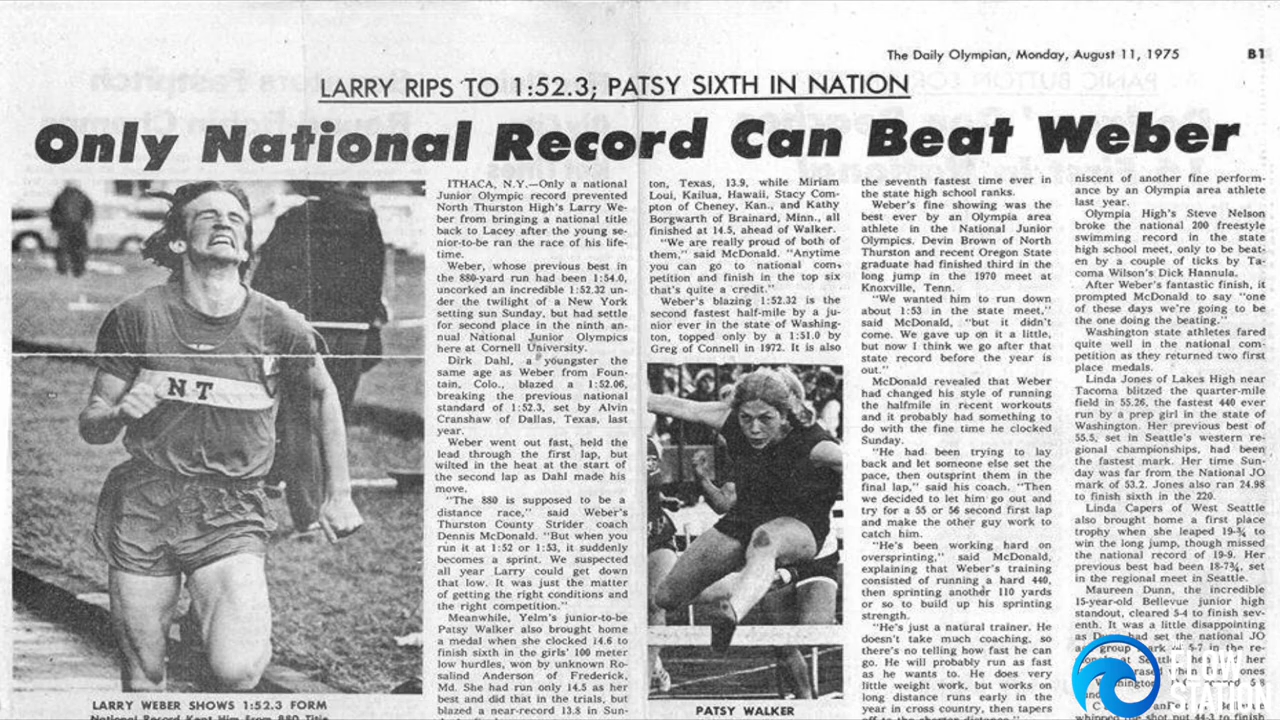 The Daily Olympian, Monday, August 11, 1975 B1
LARRY RIPS TO 1:52.3; PATSY SIXTH IN NATION
Only National Record Can Beat Weber
ITHACA, N.Y.—Only a national
Junior Olympic record prevented
North Thurston High's Larry We-
ber from bringing a national title
back to Lacey after the young se-
nior-to-be ran the race of his life-
time.
Weber, whose previous best in
the 880-yard run had been 1:54.0,
uncorked an incredible 1:52.32 un-
der the twilight of a New York
setting sun Sunday, but had settle
for second place in the ninth an-
nual National Junior Olympics
here at Cornell University.
Dirk Dahl, a youngster the
same age as Weber from Foun-
tain, Colo., blazed a 1:52.06,
breaking the previous national
standard of 1:52.3, set by Alvin
Cranshaw of Dallas, Texas, last
year.
Weber went out fast, held the
lead through the first lap, but
wilted in the heat at the start of
the second lap as Dahl made his
move.
"The 880 is supposed to be a
distance race," said Weber's
Thurston County Strider coach
Dennis McDonald. "But when you
run it at 1:52 or 1:53, it suddenly
becomes a sprint. We suspected
all year Larry could get down
that low. It was just the matter
of getting the right conditions and
the right competition."
Meanwhile, Yelm's junior-to-be
Patsy Walker also brought home
a medal when she clocked 14.6 to
finish sixth in the girls' 100 meter
low hurdles, won by unknown Ro-
salind Anderson of Frederick,
Md. She had run only 14.5 as her
best and did that in the trials, but
blazed a near-record 13.8 in Sun-
ton, Texas, 13.9, while Miriam
Loui, Kailua, Hawaii, Stacy Com-
pton of Cheney, Kan., and Kathy
Borgwarth of Brainard, Minn., all
finished at 14.5, ahead of Walker.
"We are really proud of both of
them," said McDonald. "Anytime
you can go to national com-
petition and finish in the top six
that's quite a credit."
Weber's blazing 1:52.32 is the
second fastest half-mile by a ju-
nior ever in the state of Washing-
ton, topped only by a 1:51.0 by
Greg of Connell in 1972. It is also
the seventh fastest time ever in
the state high school ranks.
Weber's fine showing was the
best ever by an Olympia area
athlete in the National Junior
Olympics. Devin Brown of North
Thurston and recent Oregon State
graduate had finished third in the
long jump in the 1970 meet at
Knoxville, Tenn.
"We wanted him to run down
about 1:53 in the state meet,"
said McDonald, "but it didn't
come. We gave up on it a little,
but now I think we go after that
state record before the year is
out."
McDonald revealed that Weber
had changed his style of running
the halfmile in recent workouts
and it probably had something to
do with the fine time he clocked
Sunday.
"He had been trying to lay
back and let someone else set the
pace, then outsprint them in the
final lap," said his coach. "Then
we decided to let him go out and
try for a 55 or 56 second first lap
and make the other guy work to
catch him.
"He's been working hard on
oversprinting," said McDonald,
explaining that Weber's training
consisted of running a hard 440,
then sprinting another 110 yards
or so to build up his sprinting
strength.
"He's just a natural trainer. He
doesn't take much coaching, so
there's no telling how fast he can
go. He will probably run as fast
as he wants to. He does very
little weight work, but works on
long distance runs early in the
year in cross country, then tapers
off to the shorter distance."
niscent of another fine perform-
ance by an Olympia area athlete
last year.
Olympia High's Steve Nelson
broke the national 200 freestyle
swimming record in the state
high school meet, only to be beat-
en by a couple of ticks by Ta-
coma Wilson's Dick Hannula.
After Weber's fantastic finish, it
prompted McDonald to say "one
of these days we're going to be
the one doing the beating."
Washington state athletes fared
quite well in the national com-
petition as they returned two first
place medals.
Linda Jones of Lakes High near
Tacoma blitzed the quarter-mile
field in 55.26, the fastest 440 ever
run by a prep girl in the state of
Washington. Her previous best of
55.5, set in Seattle's western re-
gional championships, had been
the fastest mark. Her time Sun-
day was far from the National JO
mark of 53.2. Jones also ran 24.98
to finish sixth in the 220.
Linda Capers of West Seattle
also brought home a first place
trophy when she leaped 19-¾ to
win the long jump, though missed
the national record of 19-9. Her
previous best had been 18-7¾, set
in the regional meet in Seattle.
Maureen Dunn, the incredible
15-year-old Bellevue junior high
standout, cleared 5-4 to finish sev-
enth. It was a little disappointing
as had set the national JO
group 5-7 in the re-
at
whipped the shot put 44-3 to finish
NT
LARRY WEBER SHOWS 1:52.3 FORM
National Record Kept Him From 880 Title
PATSY WALKER
STATION